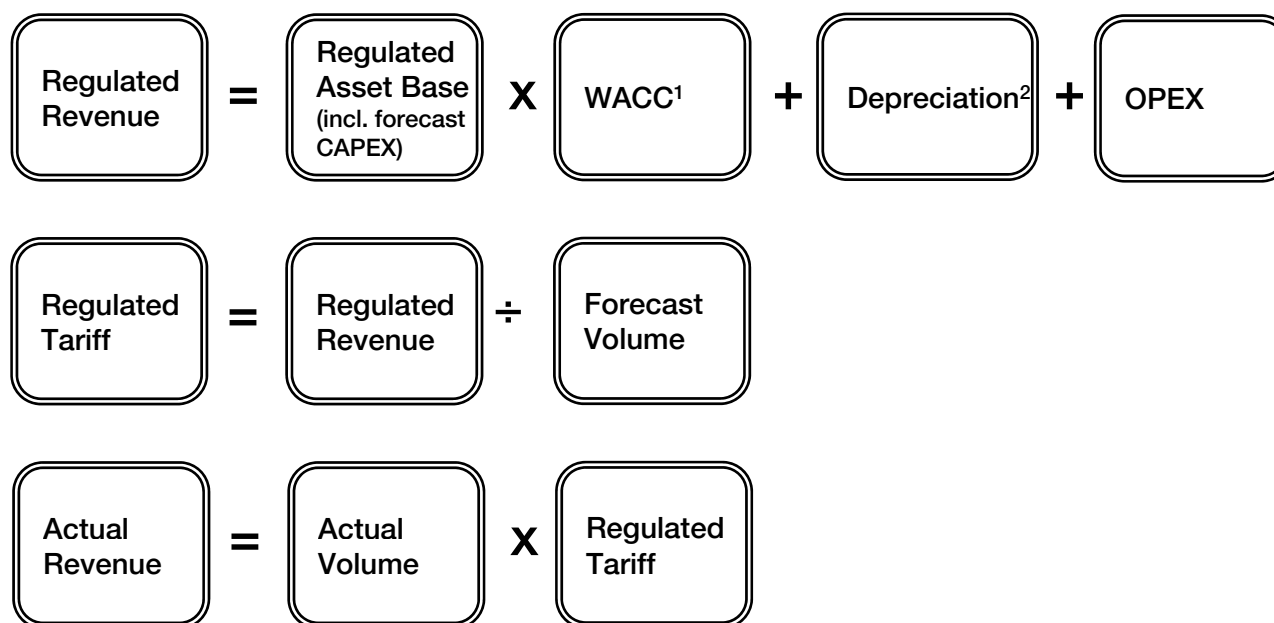 Regulated
Revenue
=
Regulated
Asset Base
(incl. forecast
CAPEX)
X
WACC¹
+
Depreciation²
+
OPEX
Regulated
Tariff
=
Regulated
Revenue
÷
Forecast
Volume
Actual
Revenue
=
Actual
Volume
X
Regulated
Tariff